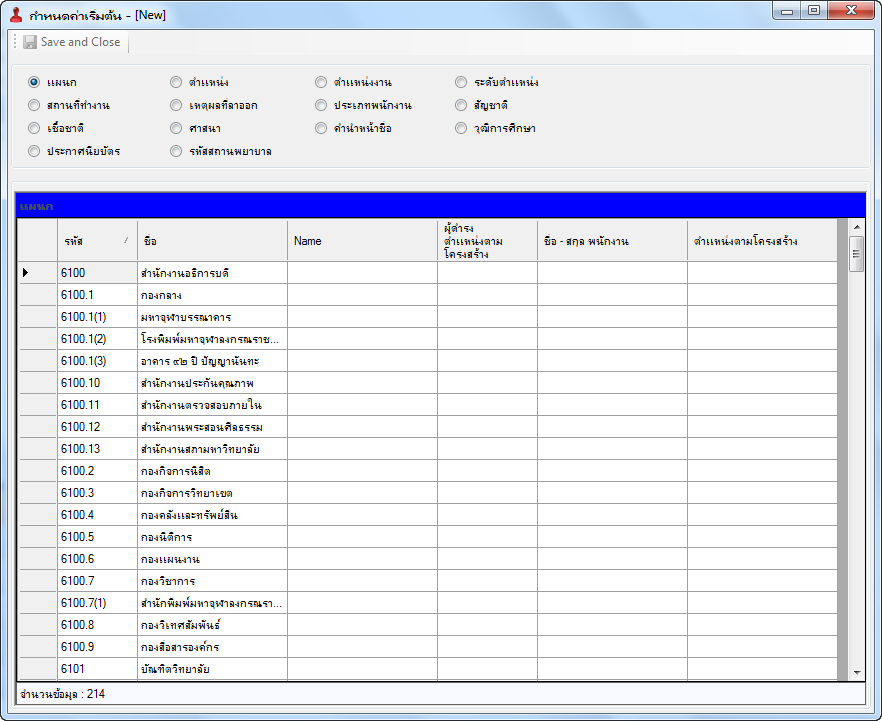 กำหนดค่าเริ่มต้น - [New]
Save and Close
แผนก ตำแหน่ง ตำแหน่งงาน ระดับตำแหน่ง
สถานที่ทำงาน เหตุผลที่ลาออก ประเภทพนักงาน สัญชาติ
เชื้อชาติ ศาสนา คำนำหน้าชื่อ วุฒิการศึกษา
ประกาศนียบัตร รหัสสถานพยาบาล
แผนก
รหัส ชื่อ Name ผู้ดำรงตำแหน่งตามโครงสร้าง ชื่อ - สกุล พนักงาน ตำแหน่งตามโครงสร้าง
6100 สำนักงานอธิการบดี
6100.1 กองกลาง
6100.1(1) มหาจุฬาบรรณาคาร
6100.1(2) โรงพิมพ์มหาจุฬาลงกรณราช...
6100.1(3) อาคาร ๙๒ ปี ปัญญานันทะ
6100.10 สำนักงานประกันคุณภาพ
6100.11 สำนักงานตรวจสอบภายใน
6100.12 สำนักงานพระสอนศีลธรรม
6100.13 สำนักงานสภามหาวิทยาลัย
6100.2 กองกิจการนิสิต
6100.3 กองกิจการวิทยาเขต
6100.4 กองคลังและทรัพย์สิน
6100.5 กองนิติการ
6100.6 กองแผนงาน
6100.7 กองวิชาการ
6100.7(1) สำนักพิมพ์มหาจุฬาลงกรณรา...
6100.8 กองวิเทศสัมพันธ์
6100.9 กองสื่อสารองค์กร
6101 บัณฑิตวิทยาลัย
จำนวนข้อมูล : 214